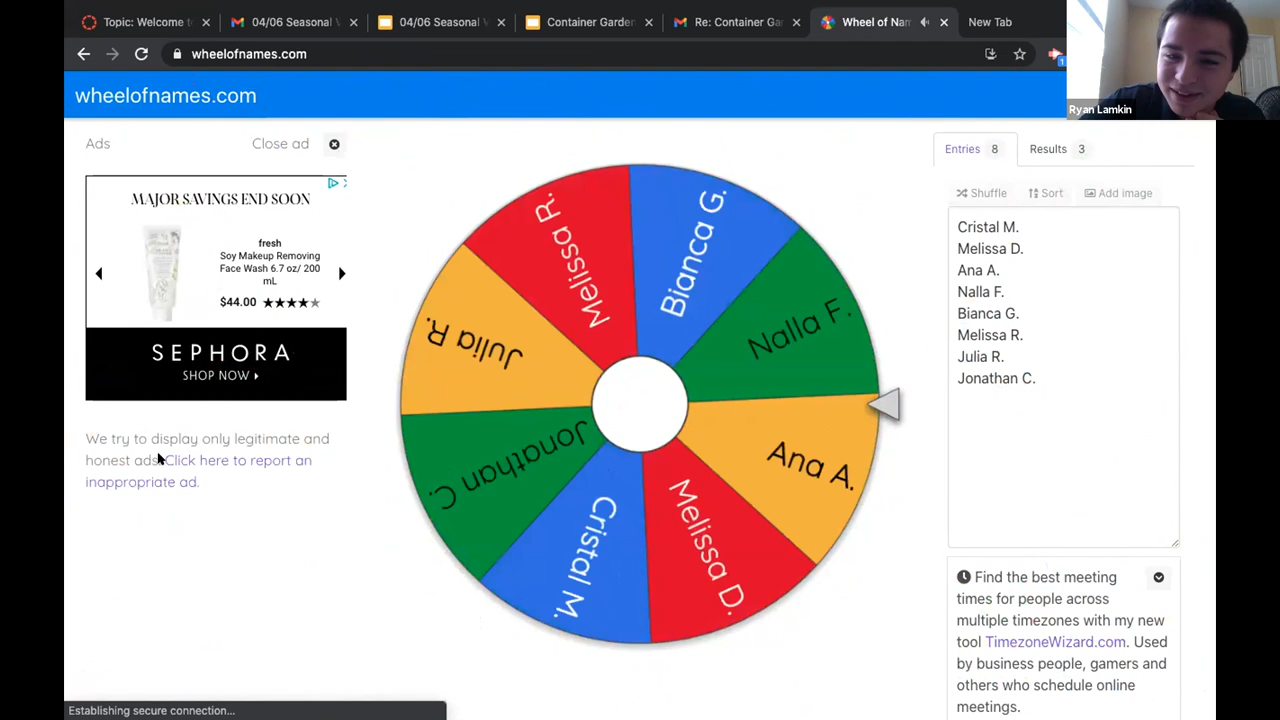 Topic: Welcome to
04/06 Seasonal V
04/06 Seasonal V
Container Garden
Re: Container Ga
Wheel of Nam
New Tab
wheelofnames.com
1
Ryan Lamkin
wheelofnames.com
Ads
Close ad
MAJOR SAVINGS END SOON
fresh
Soy Makeup Removing
Face Wash 6.7 oz/ 200
mL
$44.00
SEPHORA
SHOP NOW
We try to display only legitimate and
honest ads. Click here to report an
inappropriate ad.
Melissa R.
Bianca G.
Nalla F.
Ana A.
Melissa D.
Cristal M.
Jonathan C.
Julia R.
Entries 8
Results 3
Shuffle
Sort
Add image
Cristal M.
Melissa D.
Ana A.
Nalla F.
Bianca G.
Melissa R.
Julia R.
Jonathan C.
Find the best meeting
times for people across
multiple timezones with my new
tool TimezoneWizard.com. Used
by business people, gamers and
others who schedule online
meetings.
Establishing secure connection...